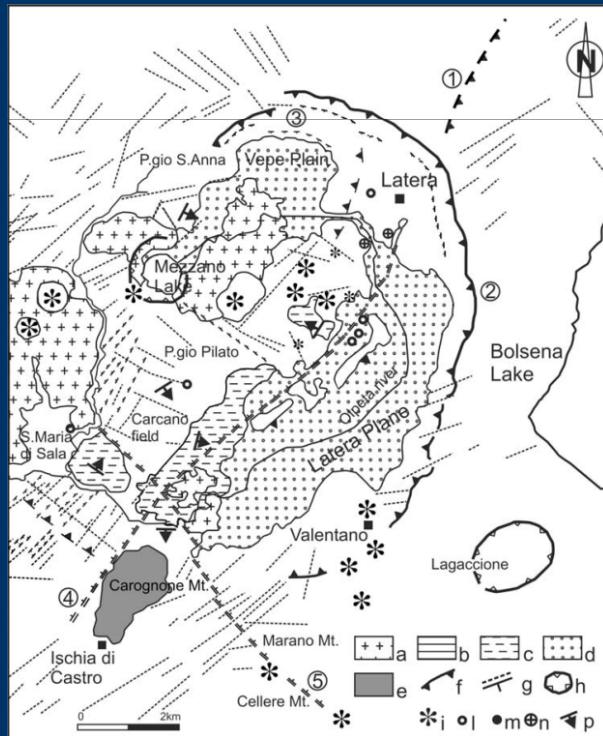 ①
N
③
P.gio S.Anna
Vepe Plain
Latera
Mezzano
Lake
②
Bolsena
Lake
P.gio Pilato
Olpeta river
Carcano
field
S.Maria
di Sala
Latera Plane
Valentano
Lagaccione
Carognone Mt.
④
Ischia di
Castro
Marano Mt.
⑤
Cellere Mt.
a b c d
e f g h
i l m n p
0 2km